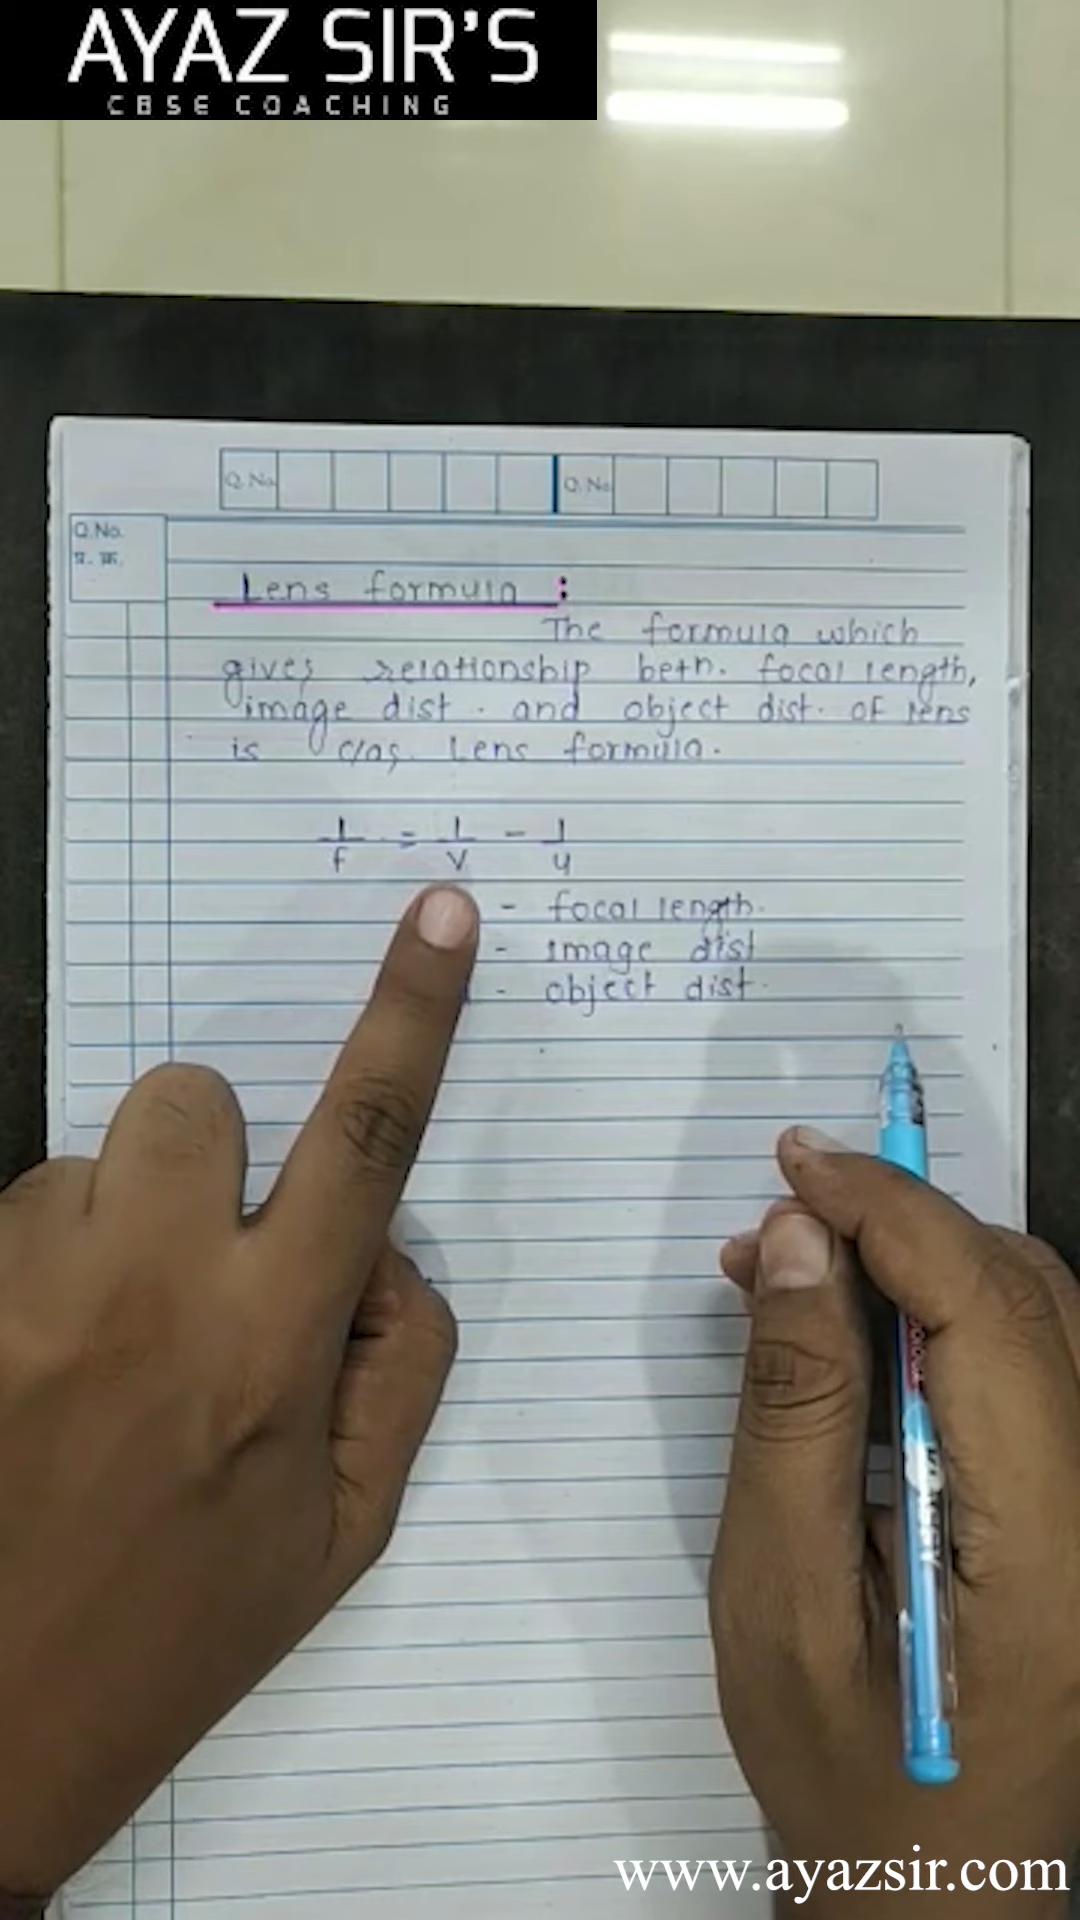 AYAZ SIR'S
CBSE COACHING
Q.No. Q.No.
Q.No.
प्र. क्र.
Lens formula :
The formula which
gives relationship betn. focal length,
image dist. and object dist. of lens
is c/as. Lens formula.
1/f = 1/v - 1/u
- focal length.
- image dist
- object dist.
www.ayazsir.com